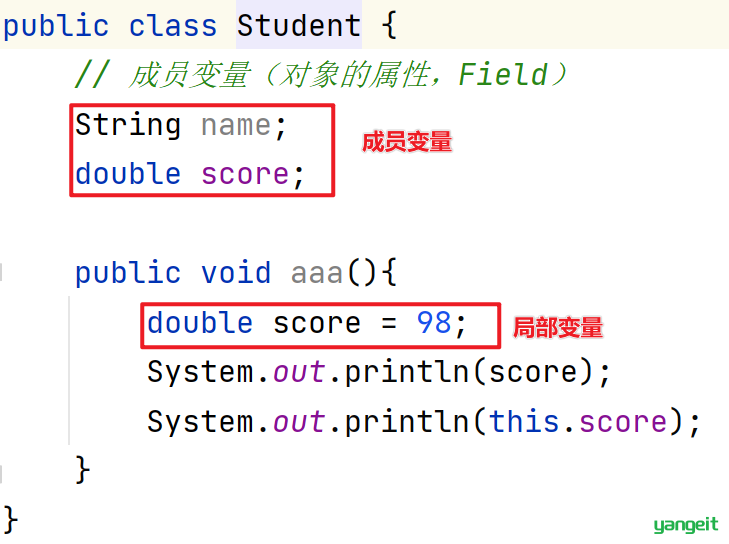 public class Student {
// 成员变量（对象的属性，Field）
String name;
成员变量
double score;
public void aaa(){
double score = 98;
局部变量
System.out.println(score);
System.out.println(this.score);
}
}
yangeit